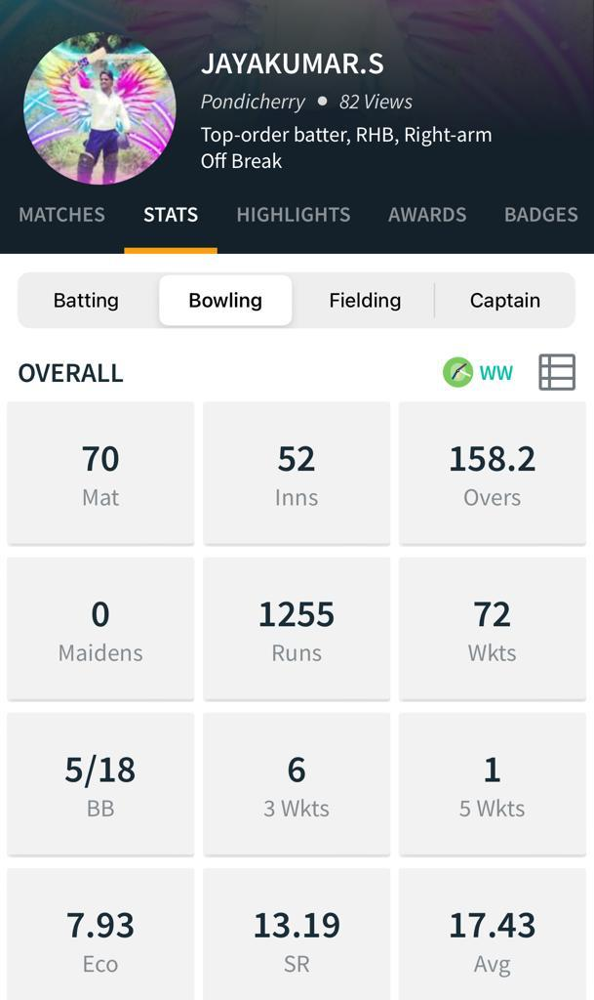 JAYAKUMAR.S
Pondicherry ● 82 Views
Top-order batter, RHB, Right-arm
Off Break
MATCHES STATS HIGHLIGHTS AWARDS BADGES
Batting Bowling Fielding Captain
OVERALL WW
70 52 158.2
Mat Inns Overs
0 1255 72
Maidens Runs Wkts
5/18 6 1
BB 3 Wkts 5 Wkts
7.93 13.19 17.43
Eco SR Avg